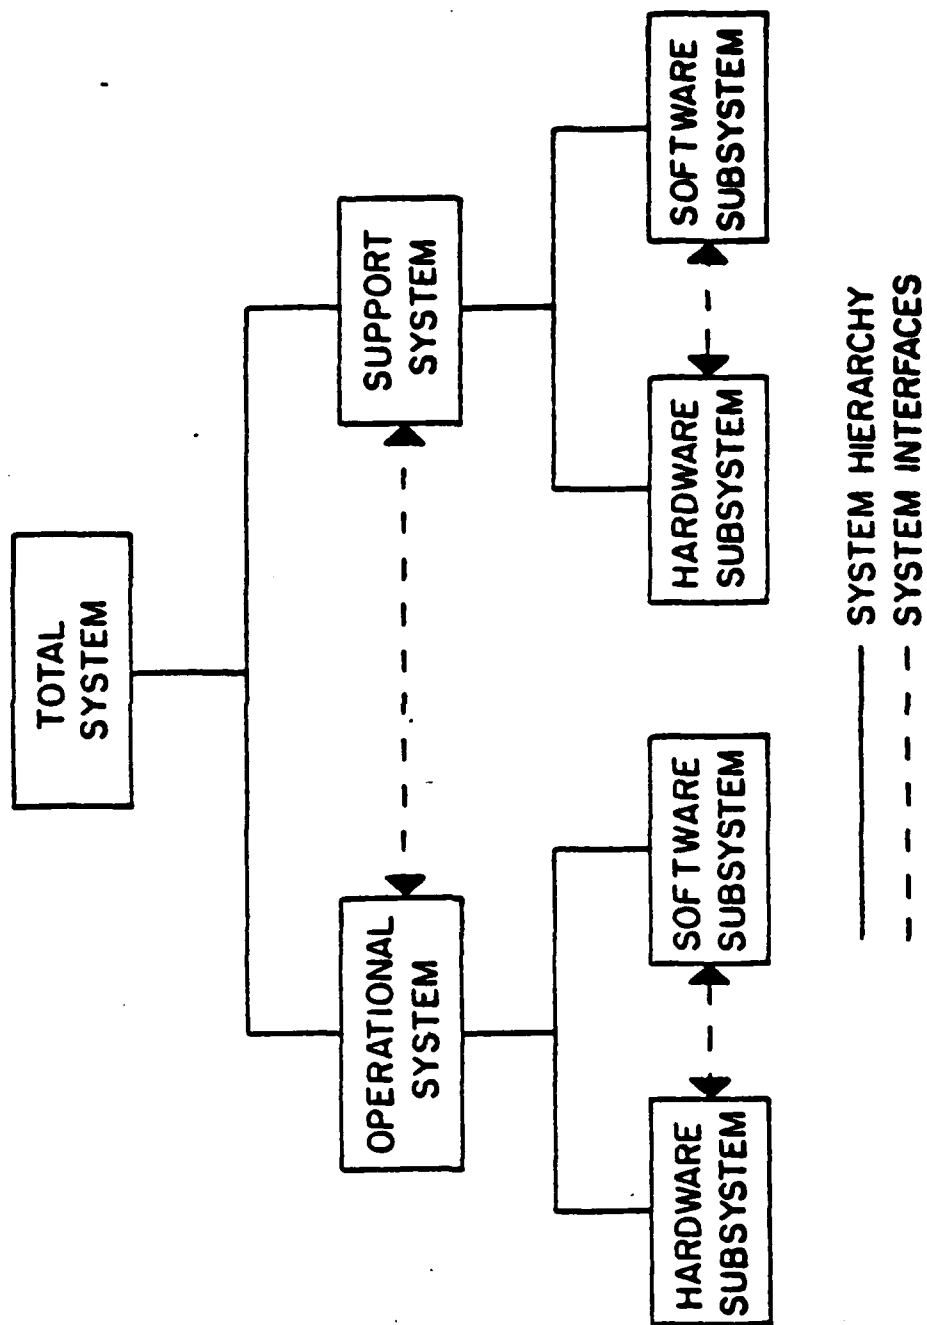 TOTAL
SYSTEM
OPERATIONAL
SYSTEM
SUPPORT
SYSTEM
HARDWARE
SUBSYSTEM
SOFTWARE
SUBSYSTEM
HARDWARE
SUBSYSTEM
SOFTWARE
SUBSYSTEM
SYSTEM HIERARCHY
SYSTEM INTERFACES